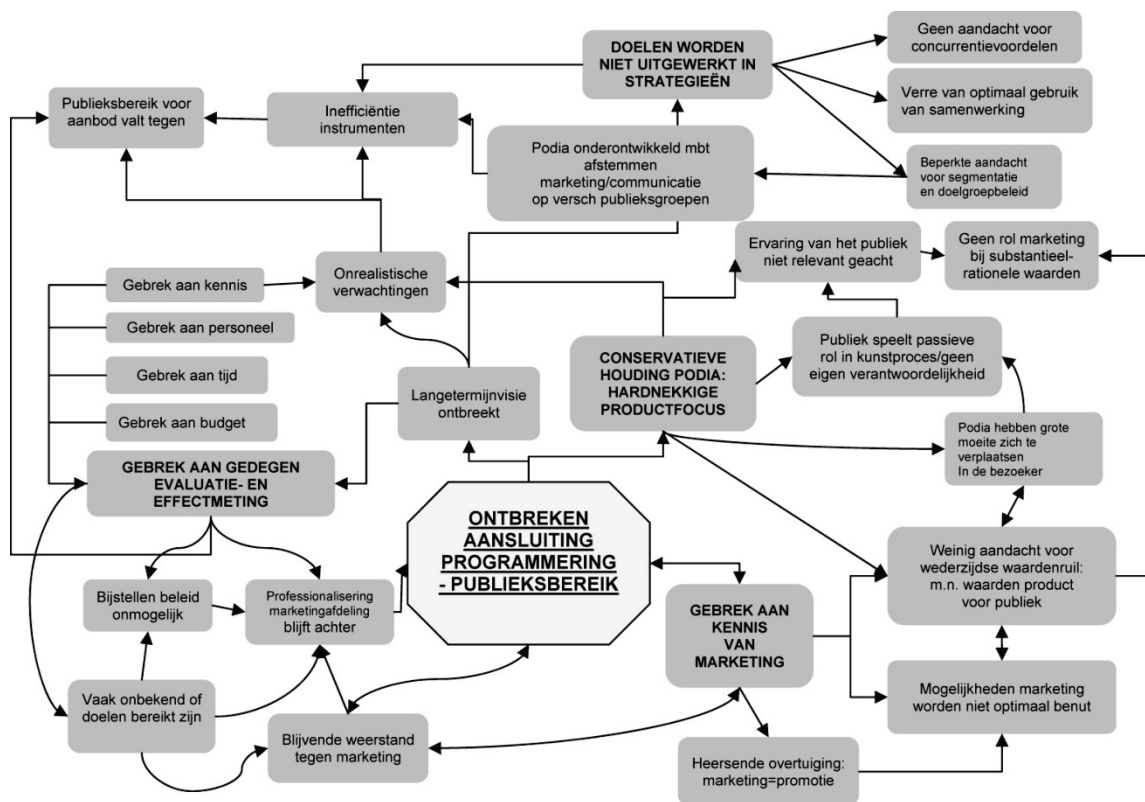 DOELEN WORDEN
NIET UITGEWERKT IN
STRATEGIEËN
Geen aandacht voor
concurrentievoordelen
Verre van optimaal gebruik
van samenwerking
Beperkte aandacht
voor segmentatie
en doelgroepbeleid
Publieksbereik voor
aanbod valt tegen
Inefficiëntie
instrumenten
Podia onderontwikkeld mbt
afstemmen
marketing/communicatie
op versch publieksgroepen
Ervaring van het publiek
niet relevant geacht
Geen rol marketing
bij substantieel-
rationele waarden
Onrealistische
verwachtingen
Gebrek aan kennis
Gebrek aan personeel
Gebrek aan tijd
Gebrek aan budget
Langetermijnvisie
ontbreekt
CONSERVATIEVE
HOUDING PODIA:
HARDNEKKIGE
PRODUCTFOCUS
Publiek speelt passieve
rol in kunstproces/geen
eigen verantwoordelijkheid
Podia hebben grote
moeite zich te
verplaatsen
In de bezoeker
GEBREK AAN GEDEGEN
EVALUATIE- EN
EFFECTMETING
ONTBREKEN
AANSLUITING
PROGRAMMERING
- PUBLIEKSBEREIK
Weinig aandacht voor
wederzijdse waardenruil:
m.n. waarden product
voor publiek
Bijstellen beleid
onmogelijk
Professionalisering
marketingafdeling
blijft achter
GEBREK AAN
KENNIS
VAN
MARKETING
Vaak onbekend of
doelen bereikt zijn
Blijvende weerstand
tegen marketing
Mogelijkheden marketing
worden niet optimaal benut
Heersende overtuiging:
marketing=promotie